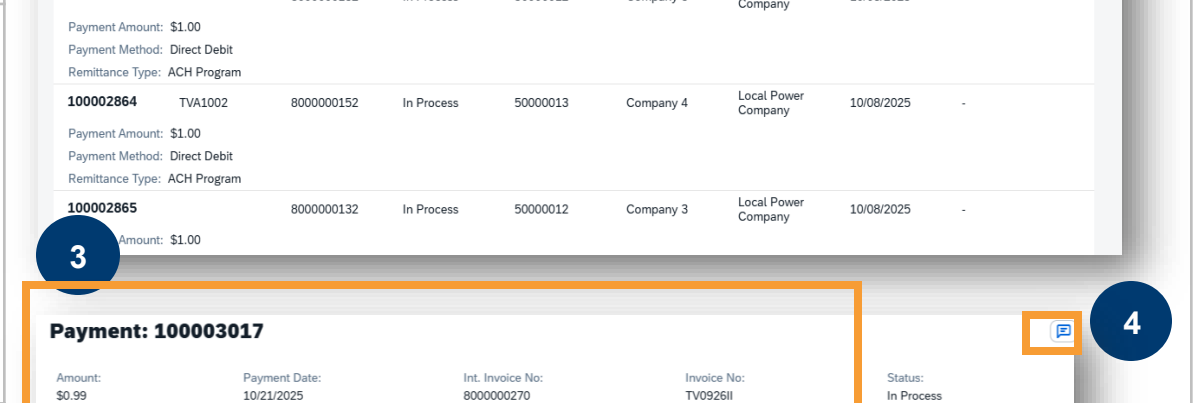 In Process
Company
Payment Amount: $1.00
Payment Method: Direct Debit
Remittance Type: ACH Program
100002864 TVA1002 8000000152 In Process 50000013 Company 4 Local Power Company 10/08/2025 -
Payment Amount: $1.00
Payment Method: Direct Debit
Remittance Type: ACH Program
100002865 8000000132 In Process 50000012 Company 3 Local Power Company 10/08/2025 -
Amount: $1.00
3
4
Payment: 100003017
Amount: Payment Date: Int. Invoice No: Invoice No: Status:
$0.99 10/21/2025 8000000270 TV0926II In Process